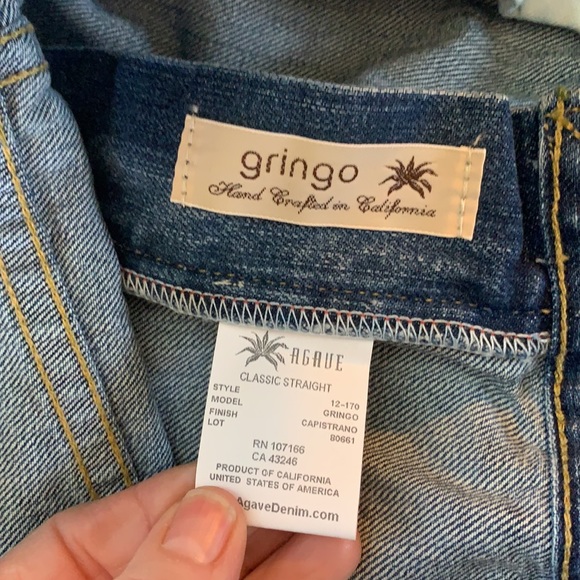 gringo
Hand Crafted in California
AGAVE
CLASSIC STRAIGHT
STYLE 12-170
MODEL GRINGO
FINISH CAPISTRANO
LOT 80661
RN 107166
CA 43246
PRODUCT OF CALIFORNIA
UNITED STATES OF AMERICA
AgaveDenim.com